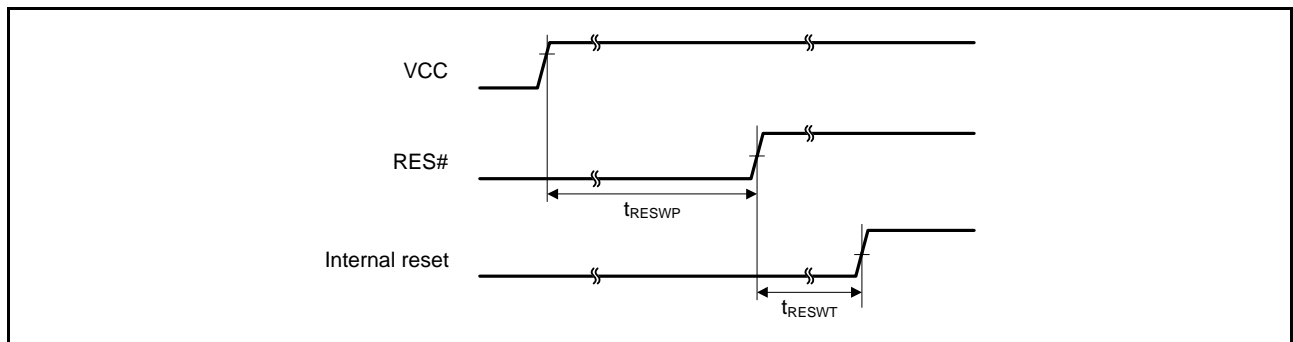 VCC
RES#
tRESWP
Internal reset
tRESWT